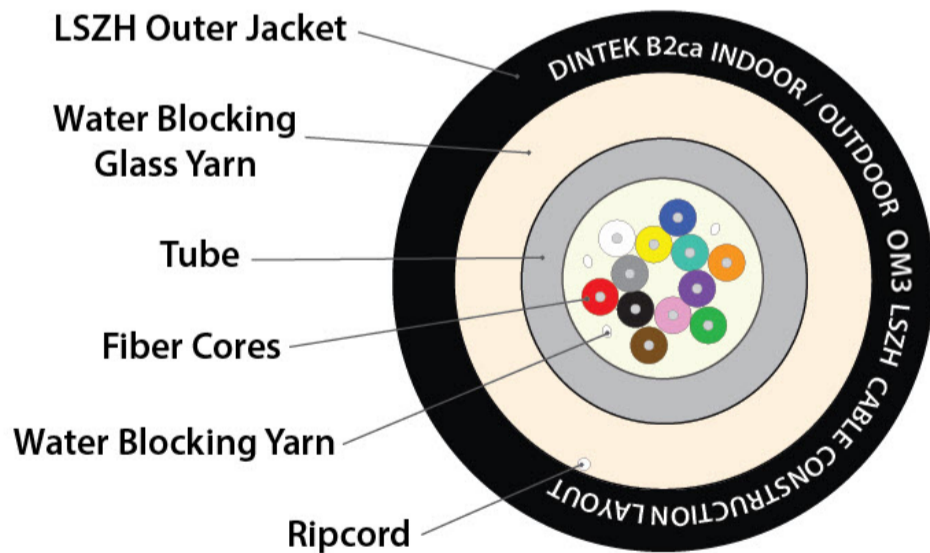 LSZH Outer Jacket
Water Blocking
Glass Yarn
Tube
Fiber Cores
Water Blocking Yarn
Ripcord
DINTEK B2ca INDOOR / OUTDOOR OM3 LSZH CABLE CONSTRUCTION LAYOUT